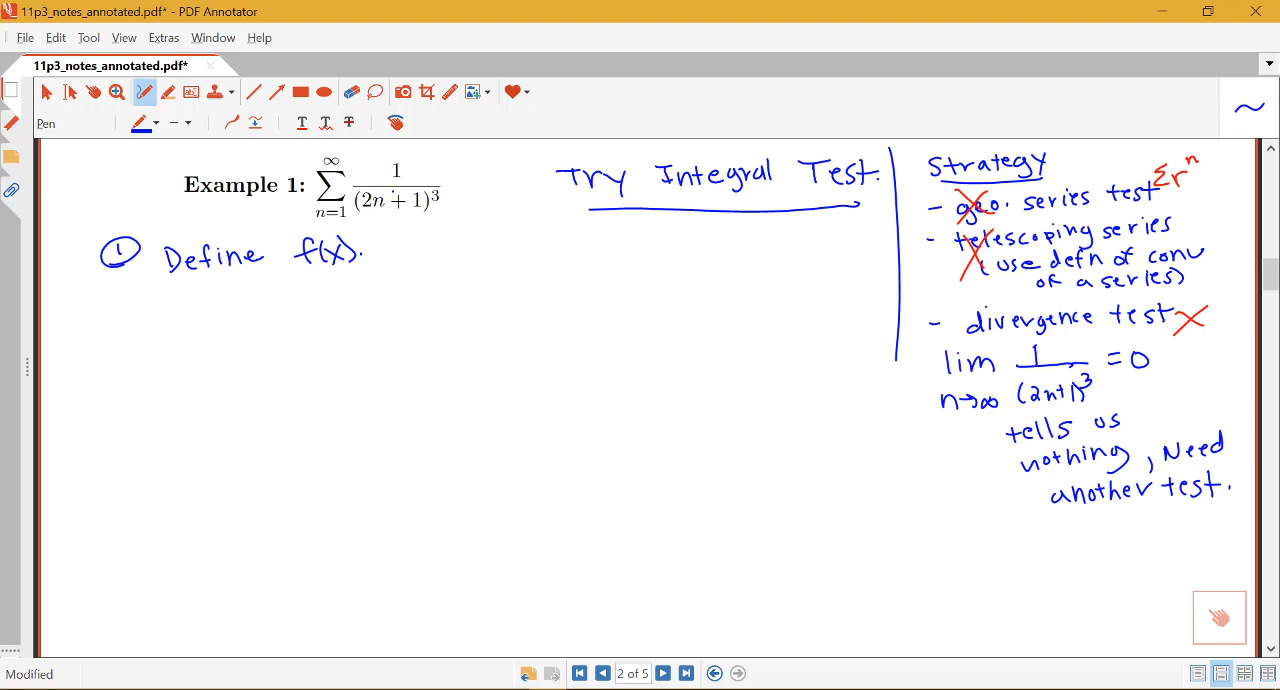 11p3_notes_annotated.pdf* - PDF Annotator
File Edit Tool View Extras Window Help
11p3_notes_annotated.pdf*
Pen
T T T
Example 1: ∑_{n=1}^{∞} 1/(2n + 1)³
Try Integral Test.
① Define f(x).
Strategy
- geo. series test Σrⁿ
- telescoping series
(use defn of conv
of a series)
- divergence test X
lim_{n→∞} 1/(2n+1)³ = 0
tells us
nothing, Need
another test.
Modified
2 of 5